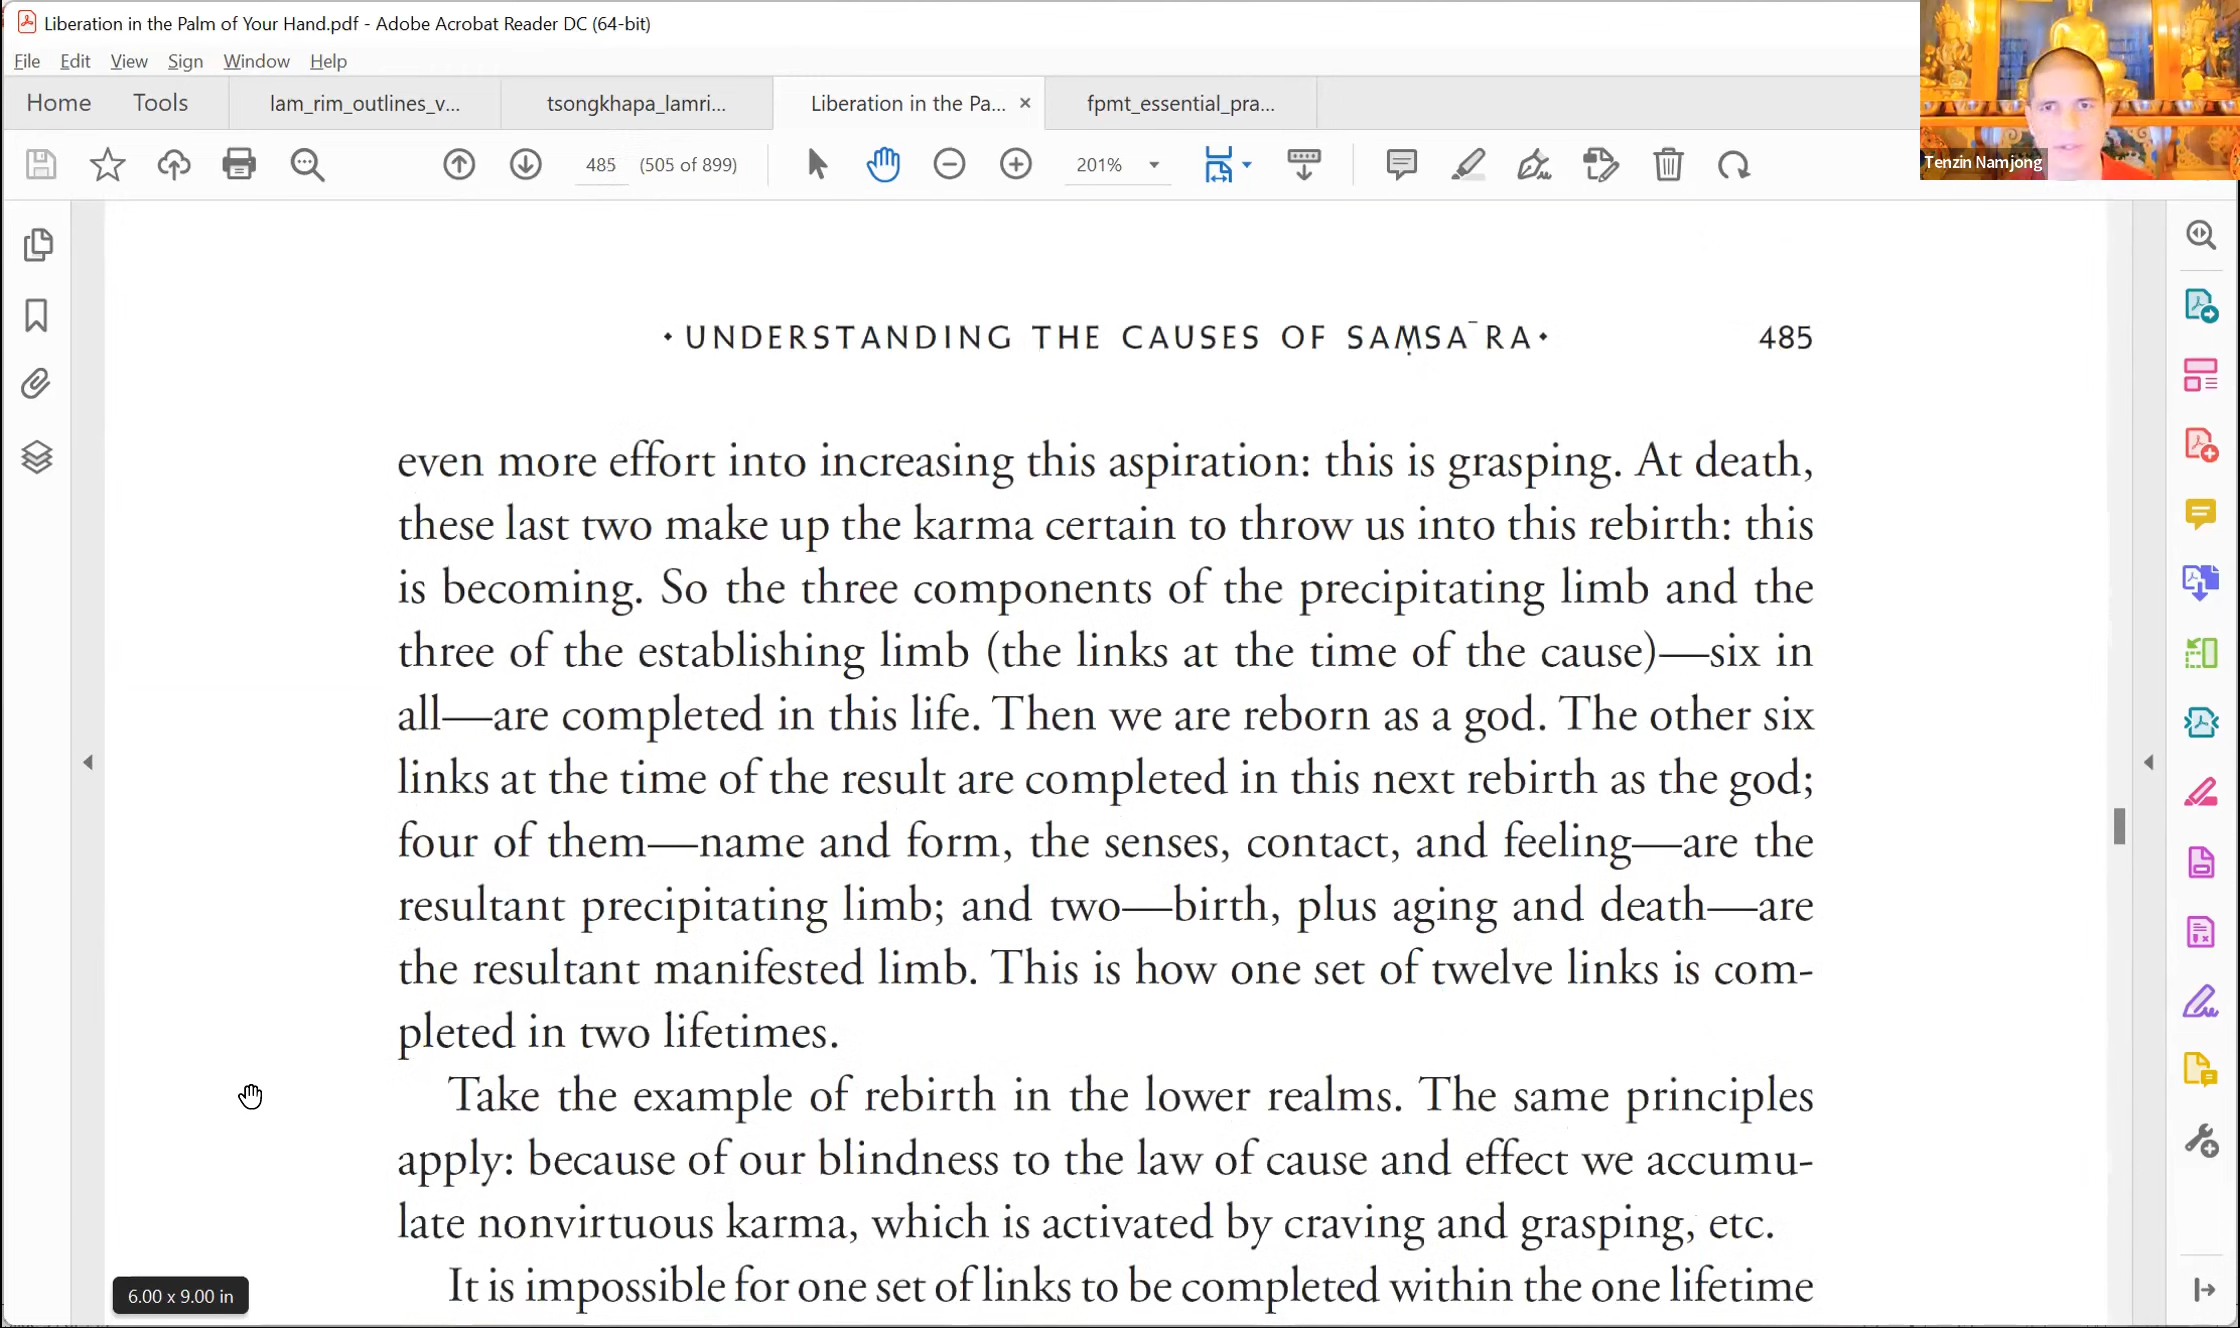 Liberation in the Palm of Your Hand.pdf - Adobe Acrobat Reader DC (64-bit)
File Edit View Sign Window Help
Home Tools lam_rim_outlines_v... tsongkhapa_lamri... Liberation in the Pa... × fpmt_essential_pra...
485 (505 of 899) 201%
Tenzin Namjong
• UNDERSTANDING THE CAUSES OF SAṂSA¯RA • 485
even more effort into increasing this aspiration: this is grasping. At death,
these last two make up the karma certain to throw us into this rebirth: this
is becoming. So the three components of the precipitating limb and the
three of the establishing limb (the links at the time of the cause)—six in
all—are completed in this life. Then we are reborn as a god. The other six
links at the time of the result are completed in this next rebirth as the god;
four of them—name and form, the senses, contact, and feeling—are the
resultant precipitating limb; and two—birth, plus aging and death—are
the resultant manifested limb. This is how one set of twelve links is com-
pleted in two lifetimes.
Take the example of rebirth in the lower realms. The same principles
apply: because of our blindness to the law of cause and effect we accumu-
late nonvirtuous karma, which is activated by craving and grasping, etc.
It is impossible for one set of links to be completed within the one lifetime
6.00 x 9.00 in